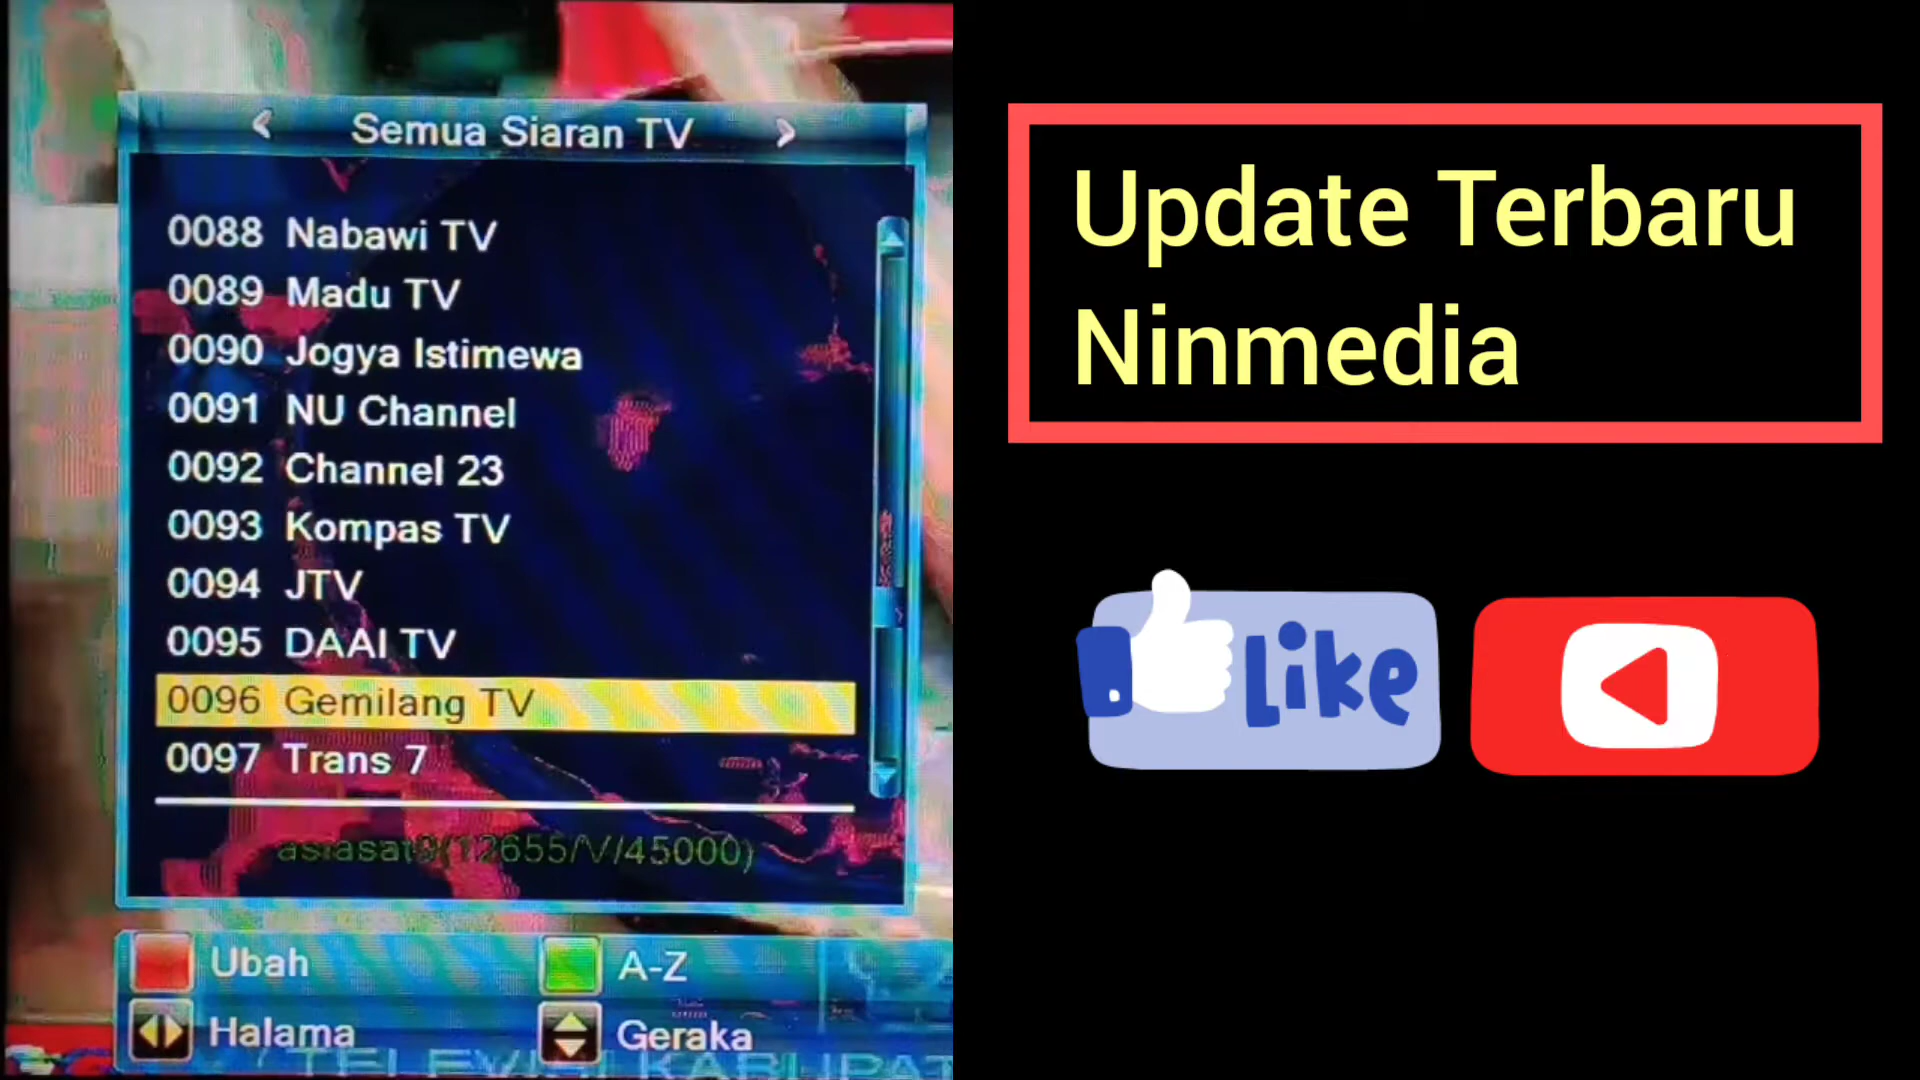 Semua Siaran TV
0088 Nabawi TV
0089 Madu TV
0090 Jogya Istimewa
0091 NU Channel
0092 Channel 23
0093 Kompas TV
0094 JTV
0095 DAAI TV
0096 Gemilang TV
0097 Trans 7
asiasat9(12655/V/45000)
Ubah
A-Z
Halama
Geraka
TELEVISI KABUPAT
Update Terbaru
Ninmedia
Like